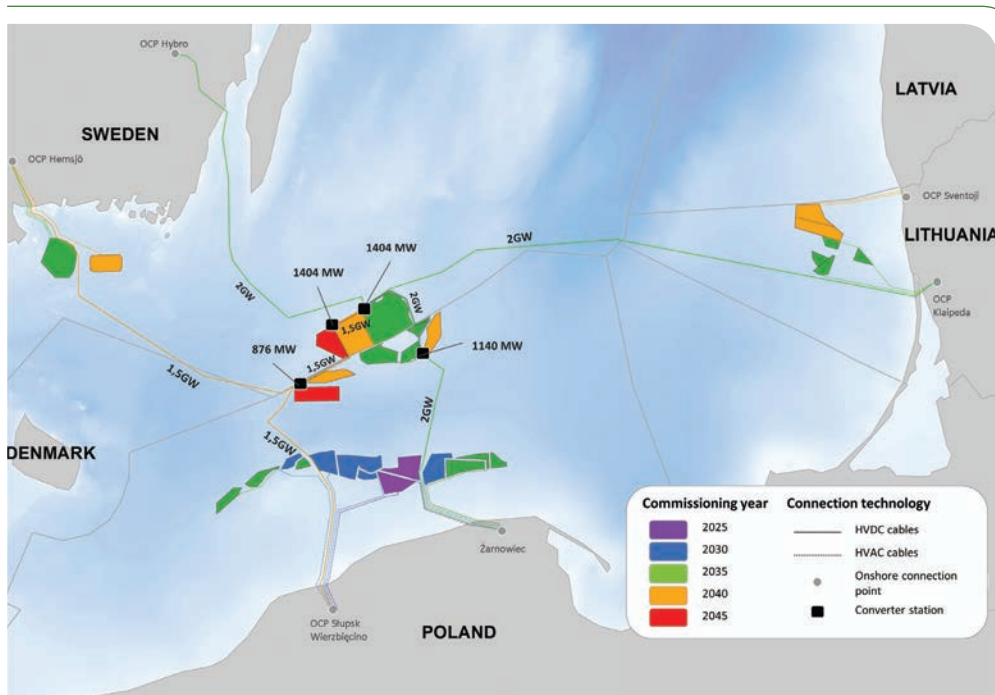 OCP Hybro
LATVIA
SWEDEN
OCP Hemsjö
OCP Sventoji
LITHUANIA
2GW
1404 MW
1404 MW
2GW
2GW
OCP
Klaipeda
1,5GW
876 MW
1,5GW
1140 MW
1,5GW
2GW
1,5GW
DENMARK
Commissioning year
2025
2030
2035
2040
2045
Connection technology
HVDC cables
HVAC cables
Onshore connection
point
Converter station
Żarnowiec
OCP Słupsk
Wierzbięcino
POLAND